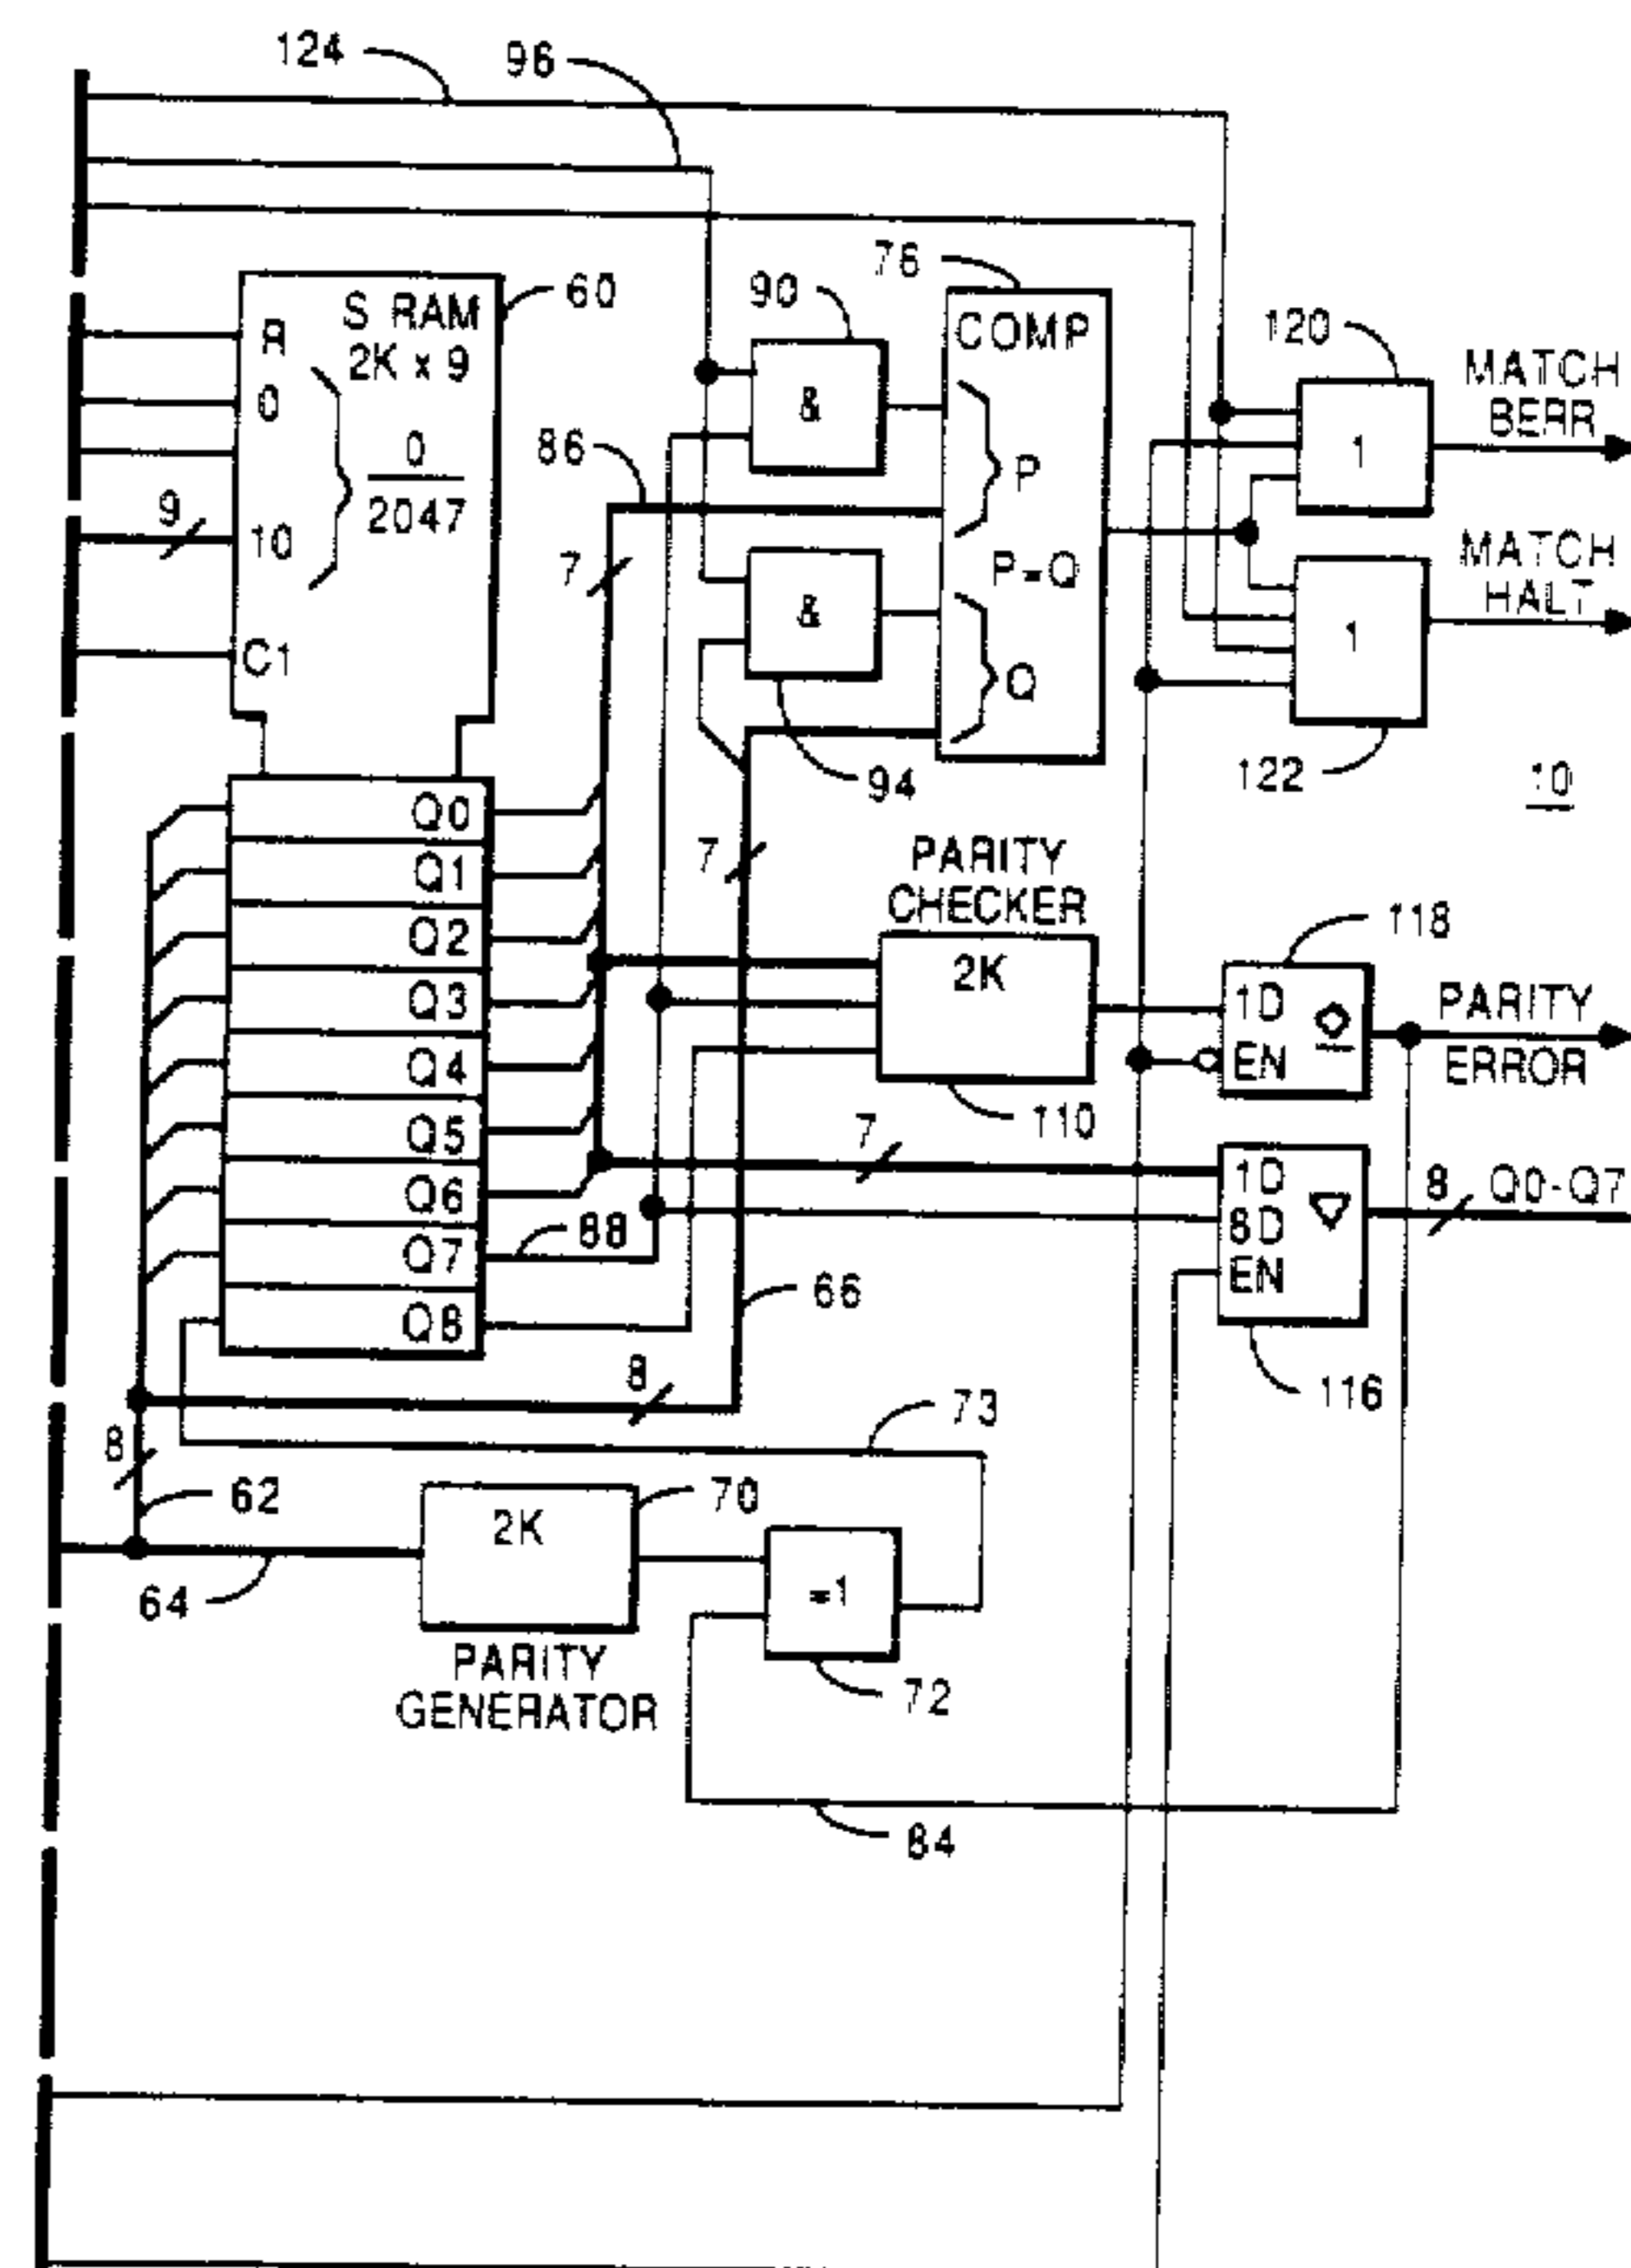 124
96
S RAM
2K x 9
60
R
0
0
2047
9
10
C1
86
7
90
&
76
COMP
P
P=Q
&
Q
94
120
1
MATCH
BERR
MATCH
HALT
1
122
10
Q0
Q1
Q2
Q3
Q4
Q5
Q6
Q7
Q8
88
7
66
8
PARITY
CHECKER
2K
110
118
1D
EN
PARITY
ERROR
7
1D
8D
EN
8
Q0-Q7
116
73
8
62
64
70
2K
PARITY
GENERATOR
=1
72
84